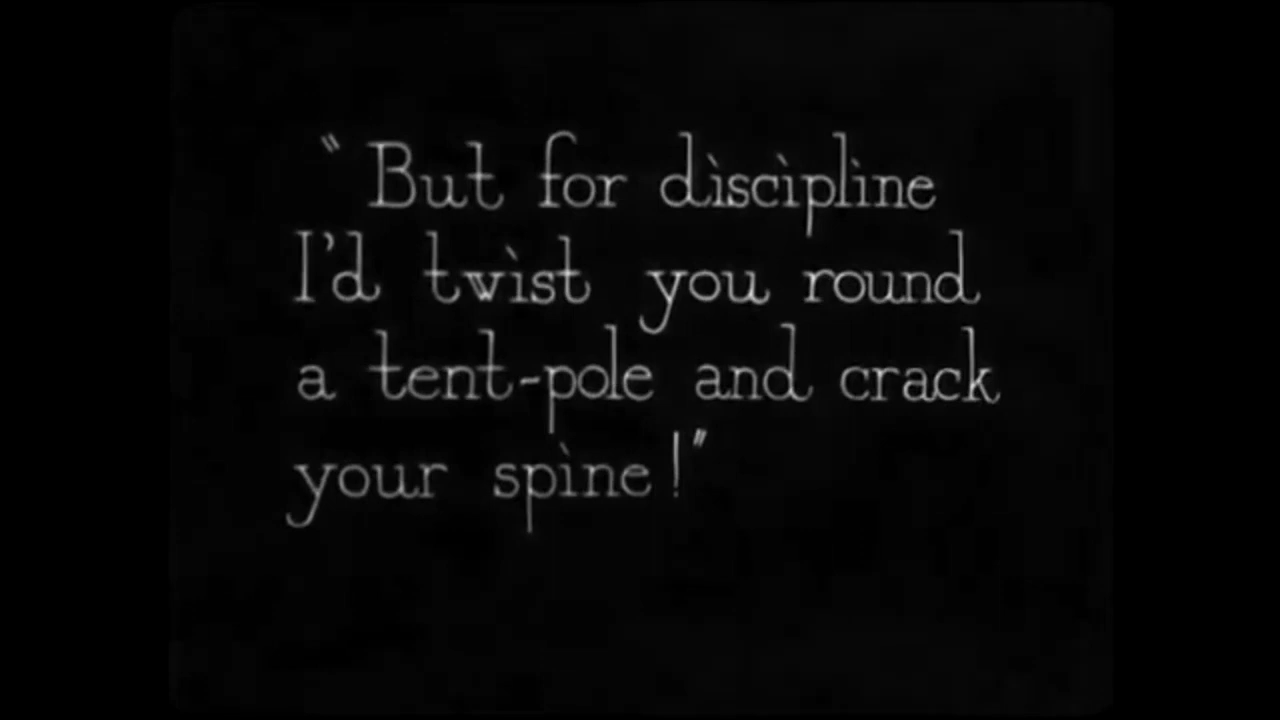 "But for discipline
I'd twist you round
a tent-pole and crack
your spine!"